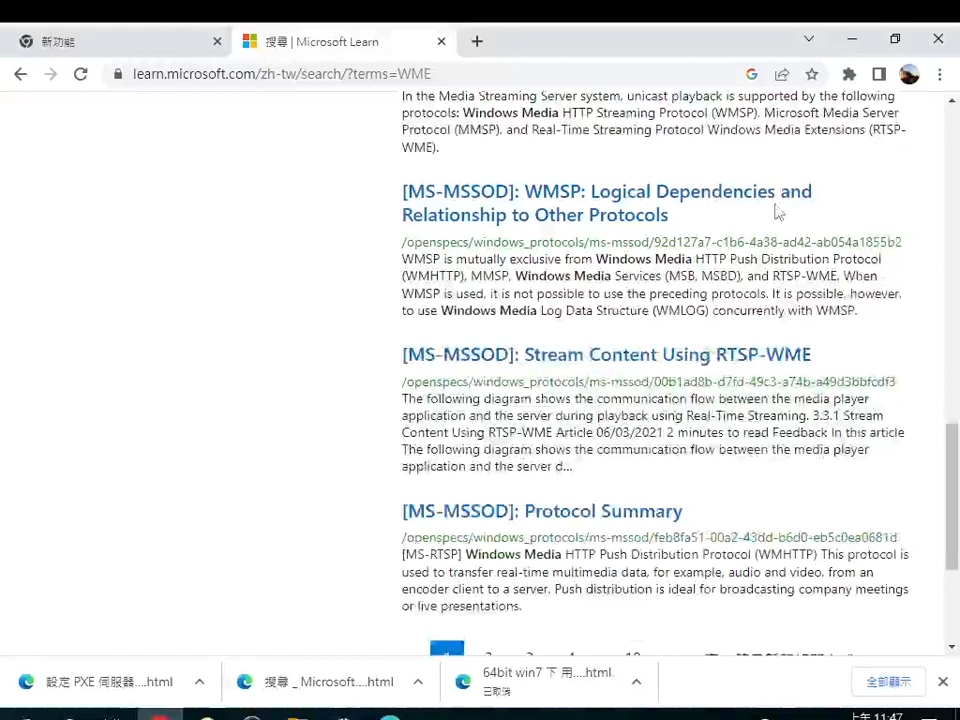 新功能
搜尋 | Microsoft Learn
learn.microsoft.com/zh-tw/search/?terms=WME
In the Media Streaming Server system, unicast playback is supported by the following
protocols: Windows Media HTTP Streaming Protocol (WMSP). Microsoft Media Server
Protocol (MMSP), and Real-Time Streaming Protocol Windows Media Extensions (RTSP-
WME).
[MS-MSSOD]: WMSP: Logical Dependencies and
Relationship to Other Protocols
/openspecs/windows_protocols/ms-mssod/92d127a7-c1b6-4a38-ad42-ab054a1855b2
WMSP is mutually exclusive from Windows Media HTTP Push Distribution Protocol
(WMHTTP), MMSP, Windows Media Services (MSB, MSBD), and RTSP-WME. When
WMSP is used, it is not possible to use the preceding protocols. It is possible, however,
to use Windows Media Log Data Structure (WMLOG) concurrently with WMSP.
[MS-MSSOD]: Stream Content Using RTSP-WME
/openspecs/windows_protocols/ms-mssod/00b1ad8b-d7fd-49c3-a74b-a49d3bbfcdf3
The following diagram shows the communication flow between the media player
application and the server during playback using Real-Time Streaming. 3.3.1 Stream
Content Using RTSP-WME Article 06/03/2021 2 minutes to read Feedback In this article
The following diagram shows the communication flow between the media player
application and the server d...
[MS-MSSOD]: Protocol Summary
/openspecs/windows_protocols/ms-mssod/feb8fa51-00a2-43dd-b6d0-eb5c0ea0681d
[MS-RTSP] Windows Media HTTP Push Distribution Protocol (WMHTTP) This protocol is
used to transfer real-time multimedia data, for example, audio and video, from an
encoder client to a server. Push distribution is ideal for broadcasting company meetings
or live presentations.
設定 PXE 伺服器....html
搜尋 _ Microsoft....html
64bit win7 下 用....html
已取消
全部顯示
上午 11:47